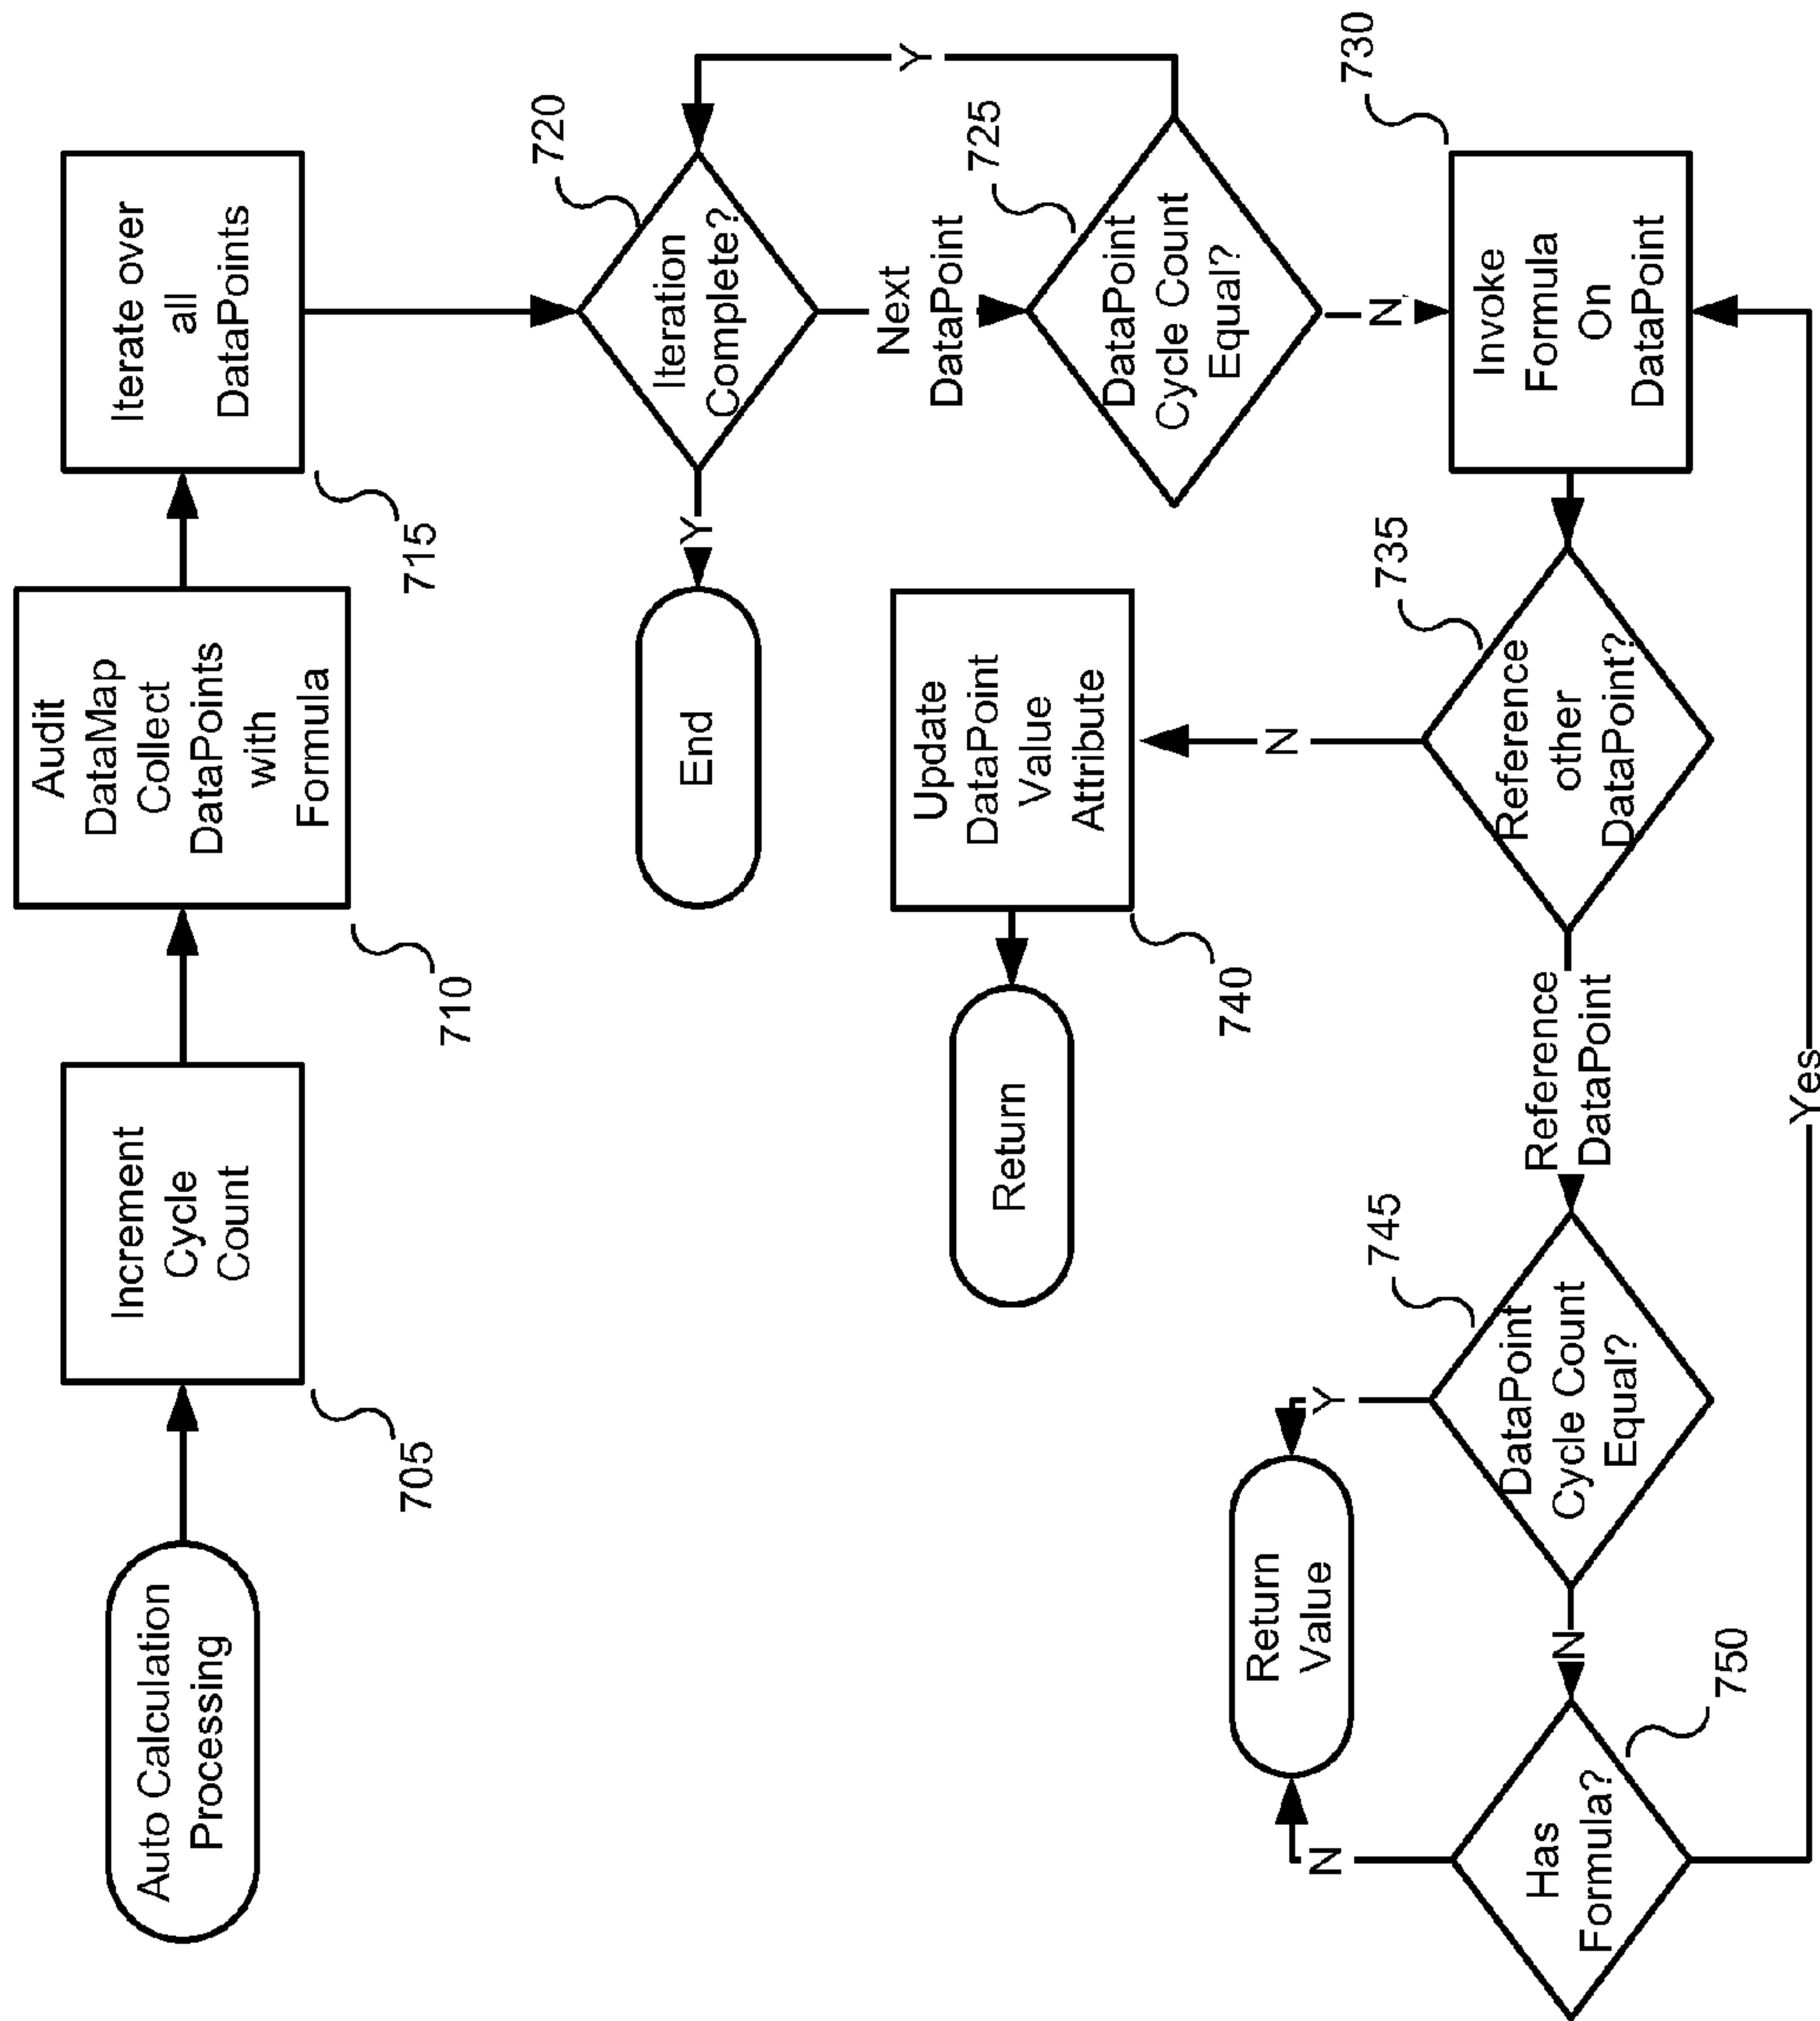 Auto Calculation
Processing
705
Increment
Cycle
Count
710
Audit
DataMap
Collect
DataPoints
with
Formula
715
Iterate over
all
DataPoints
720
Iteration
Complete?
Y
End
Next
DataPoint
725
DataPoint
Cycle Count
Equal?
Y
N
730
Invoke
Formula
On
DataPoint
735
Reference
other
DataPoint?
N
Update
DataPoint
Value
Attribute
740
Return
Reference
DataPoint
745
DataPoint
Cycle Count
Equal?
Y
Return
Value
N
750
Has
Formula?
N
Yes